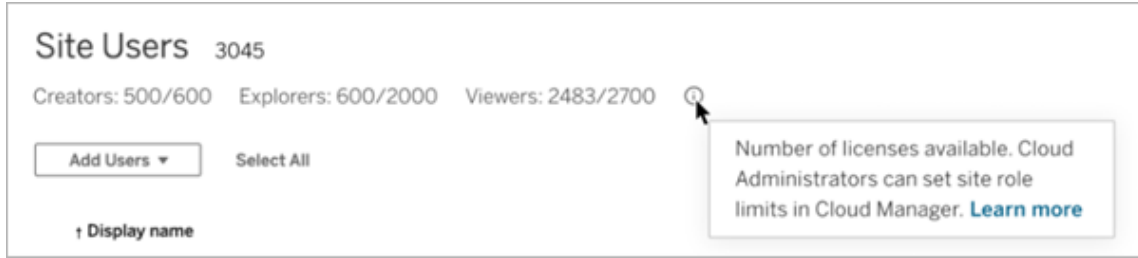 Site Users 3045
Creators: 500/600 Explorers: 600/2000 Viewers: 2483/2700
Add Users Select All
Number of licenses available. Cloud
Administrators can set site role
limits in Cloud Manager. Learn more
↑ Display name